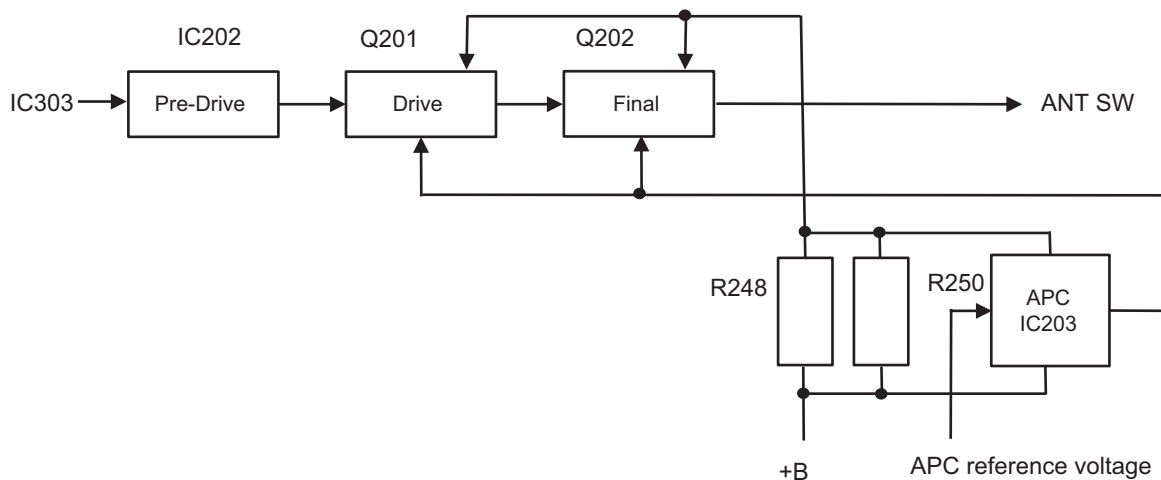 IC202
Q201
Q202
IC303
Pre-Drive
Drive
Final
ANT SW
R248
R250
APC
IC203
+B
APC reference voltage